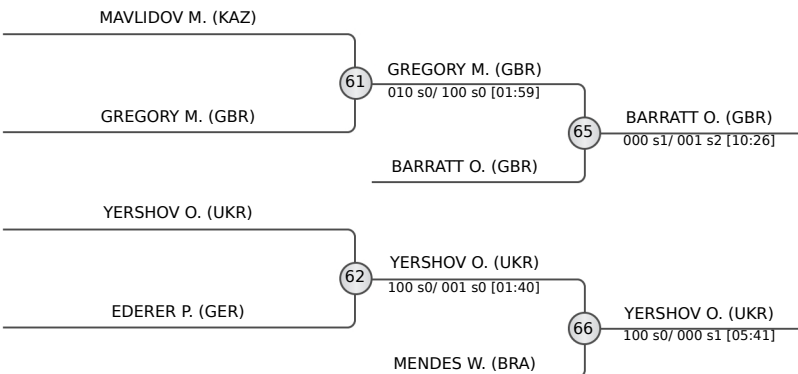 MAVLIDOV M. (KAZ)
61
GREGORY M. (GBR)
010 s0/ 100 s0 [01:59]
GREGORY M. (GBR)
65
BARRATT O. (GBR)
000 s1/ 001 s2 [10:26]
BARRATT O. (GBR)
YERSHOV O. (UKR)
62
YERSHOV O. (UKR)
100 s0/ 001 s0 [01:40]
EDERER P. (GER)
66
YERSHOV O. (UKR)
100 s0/ 000 s1 [05:41]
MENDES W. (BRA)